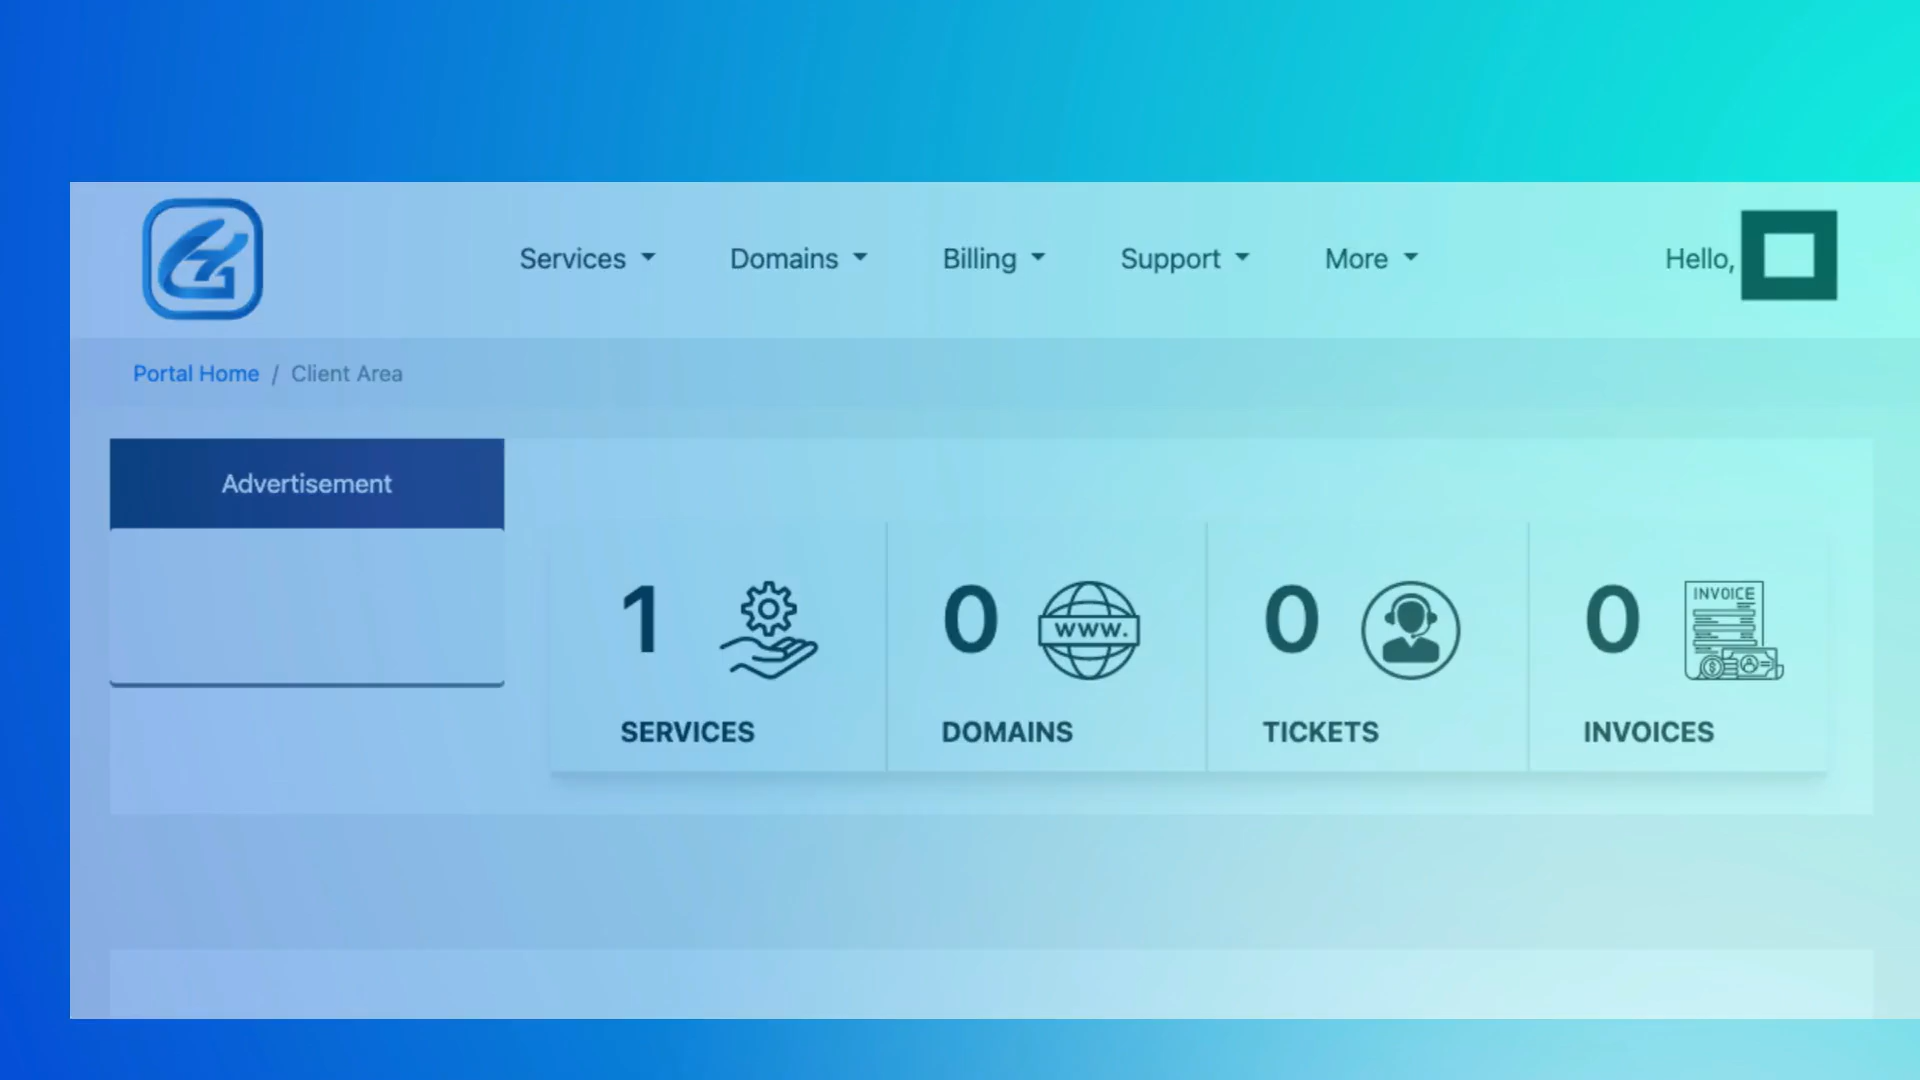 Services Domains Billing Support More Hello,
Portal Home / Client Area
Advertisement
1 0 www. 0 0 INVOICE
SERVICES DOMAINS TICKETS INVOICES